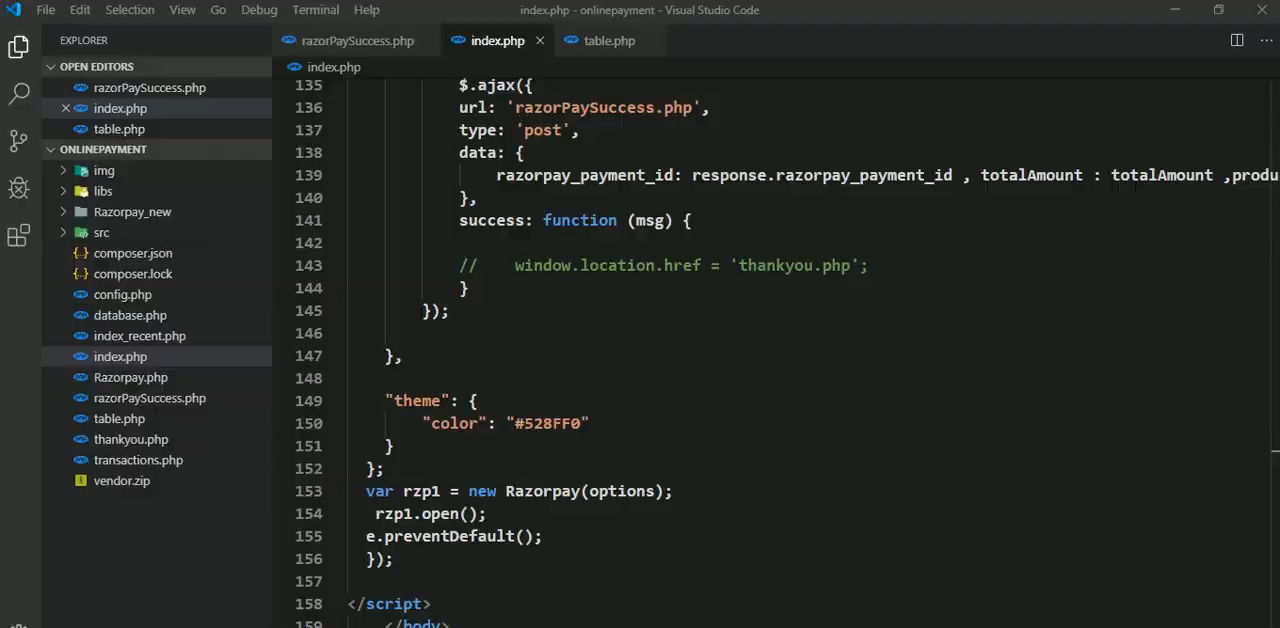 File Edit Selection View Go Debug Terminal Help index.php - onlinepayment - Visual Studio Code
EXPLORER
OPEN EDITORS
razorPaySuccess.php
index.php
table.php
ONLINEPAYMENT
img
libs
Razorpay_new
src
composer.json
composer.lock
config.php
database.php
index_recent.php
index.php
Razorpay.php
razorPaySuccess.php
table.php
thankyou.php
transactions.php
vendor.zip
razorPaySuccess.php index.php table.php
index.php
135 $.ajax({
136 url: 'razorPaySuccess.php',
137 type: 'post',
138 data: {
139 razorpay_payment_id: response.razorpay_payment_id , totalAmount : totalAmount ,produ
140 },
141 success: function (msg) {
142
143 // window.location.href = 'thankyou.php';
144 }
145 });
146
147 },
148
149 "theme": {
150 "color": "#528FF0"
151 }
152 };
153 var rzp1 = new Razorpay(options);
154 rzp1.open();
155 e.preventDefault();
156 });
157
158 </script>
159 </body>